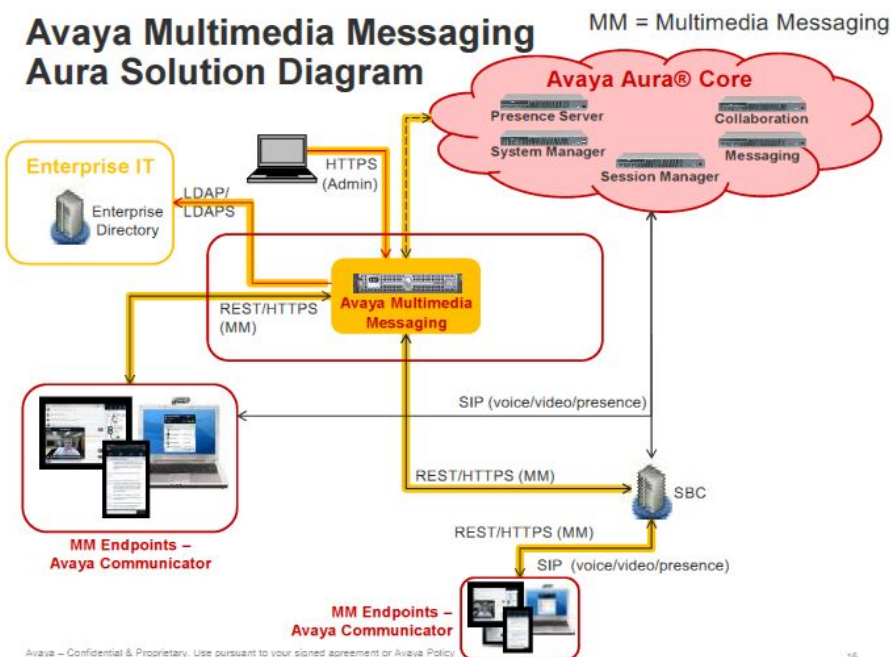 Avaya Multimedia Messaging
Aura Solution Diagram
MM = Multimedia Messaging
Avaya Aura® Core
Presence Server
Collaboration
System Manager
Messaging
Session Manager
Enterprise IT
Enterprise
Directory
LDAP/
LDAPS
HTTPS
(Admin)
REST/HTTPS
(MM)
Avaya Multimedia
Messaging
SIP (voice/video/presence)
REST/HTTPS (MM)
SBC
MM Endpoints –
Avaya Communicator
REST/HTTPS (MM)
SIP (voice/video/presence)
MM Endpoints –
Avaya Communicator
Avaya – Confidential & Proprietary. Use pursuant to your signed agreement or Avaya Policy
16